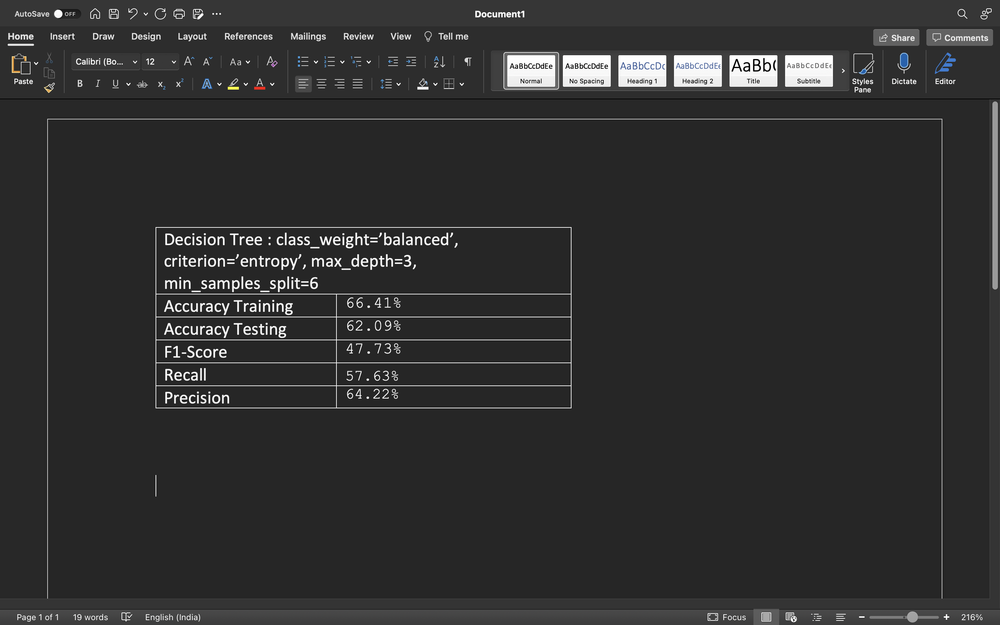 AutoSave OFF
Document1
Home Insert Draw Design Layout References Mailings Review View Tell me Share Comments
Paste
Calibri (Bo... 12 Aa
AaBbCcDdEe AaBbCcDdEe AaBbCcDc AaBbCcDdEe AaBb( AaBbCcDdEe
Normal No Spacing Heading 1 Heading 2 Title Subtitle
Styles Pane
Dictate
Editor
Decision Tree : class_weight=’balanced’,
criterion=’entropy’, max_depth=3,
min_samples_split=6
Accuracy Training 66.41%
Accuracy Testing 62.09%
F1-Score 47.73%
Recall 57.63%
Precision 64.22%
Page 1 of 1 19 words English (India) Focus 216%